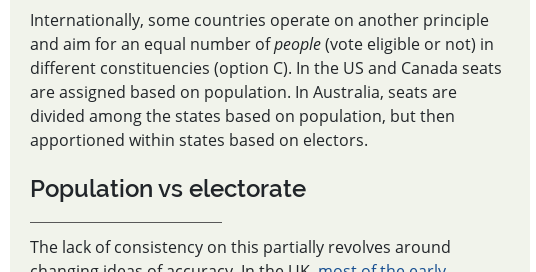 Internationally, some countries operate on another principle
and aim for an equal number of people (vote eligible or not) in
different constituencies (option C). In the US and Canada seats
are assigned based on population. In Australia, seats are
divided among the states based on population, but then
apportioned within states based on electors.
Population vs electorate
The lack of consistency on this partially revolves around
changing ideas of accuracy. In the UK, most of the early